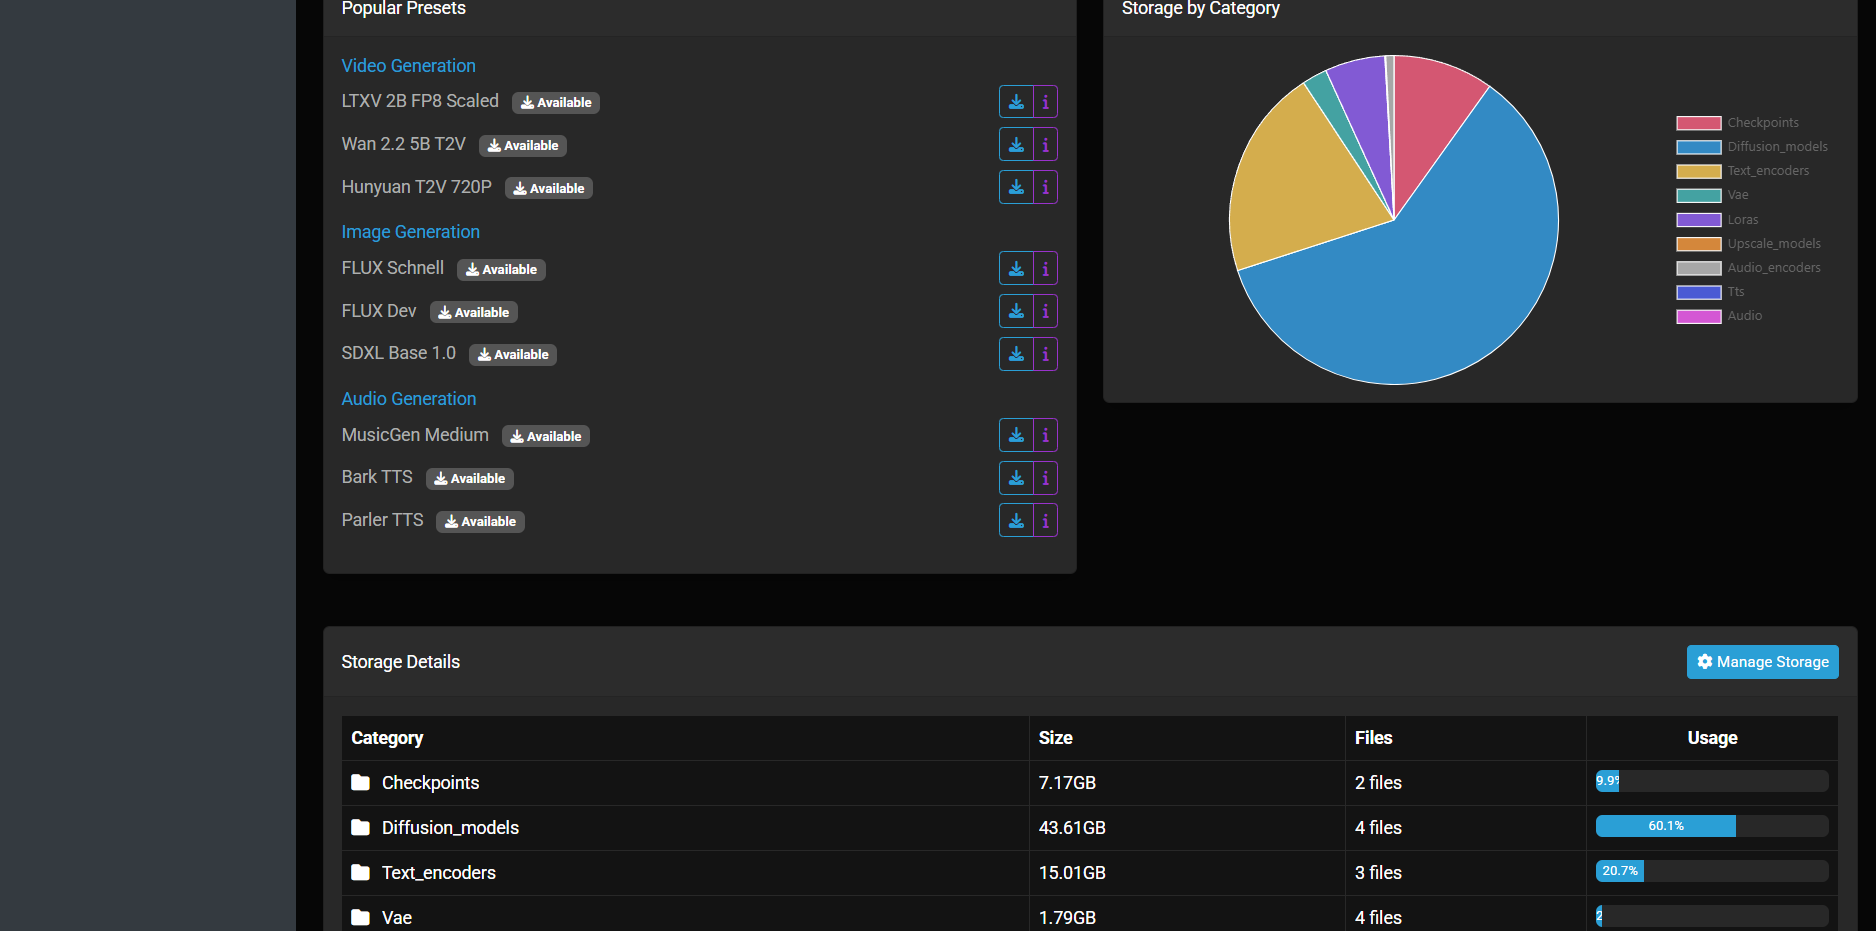 Popular Presets
Video Generation
LTXV 2B FP8 Scaled Available
Wan 2.2 5B T2V Available
Hunyuan T2V 720P Available
Image Generation
FLUX Schnell Available
FLUX Dev Available
SDXL Base 1.0 Available
Audio Generation
MusicGen Medium Available
Bark TTS Available
Parler TTS Available
Storage by Category
Checkpoints
Diffusion_models
Text_encoders
Vae
Loras
Upscale_models
Audio_encoders
Tts
Audio
Storage Details
Manage Storage
Category Size Files Usage
Checkpoints 7.17GB 2 files 9.9%
Diffusion_models 43.61GB 4 files 60.1%
Text_encoders 15.01GB 3 files 20.7%
Vae 1.79GB 4 files 2